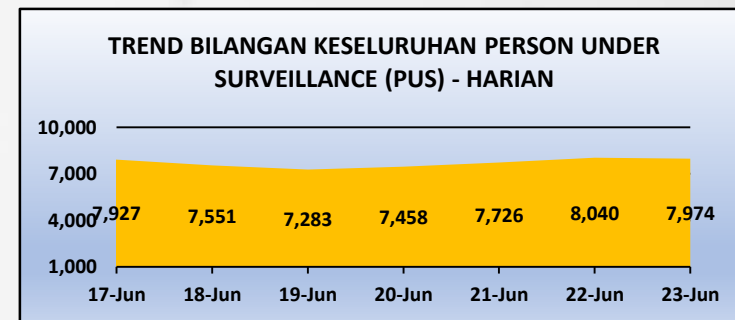 TREND BILANGAN KESELURUHAN PERSON UNDER
SURVEILLANCE (PUS) - HARIAN
10,000
7,000
4,000
1,000
7,927 7,551 7,283 7,458 7,726 8,040 7,974
17-Jun 18-Jun 19-Jun 20-Jun 21-Jun 22-Jun 23-Jun